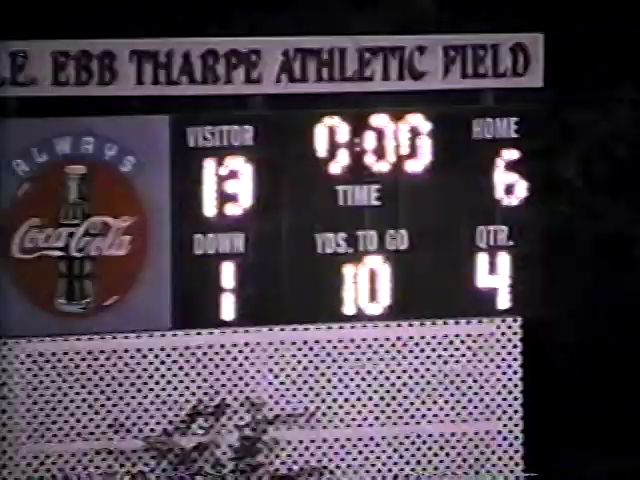 .E. EBB THARPE ATHLETIC FIELD
ALWAYS
Coca-Cola
VISITOR 0:00 HOME
13 TIME 6
DOWN YDS. TO GO QTR.
1 10 4